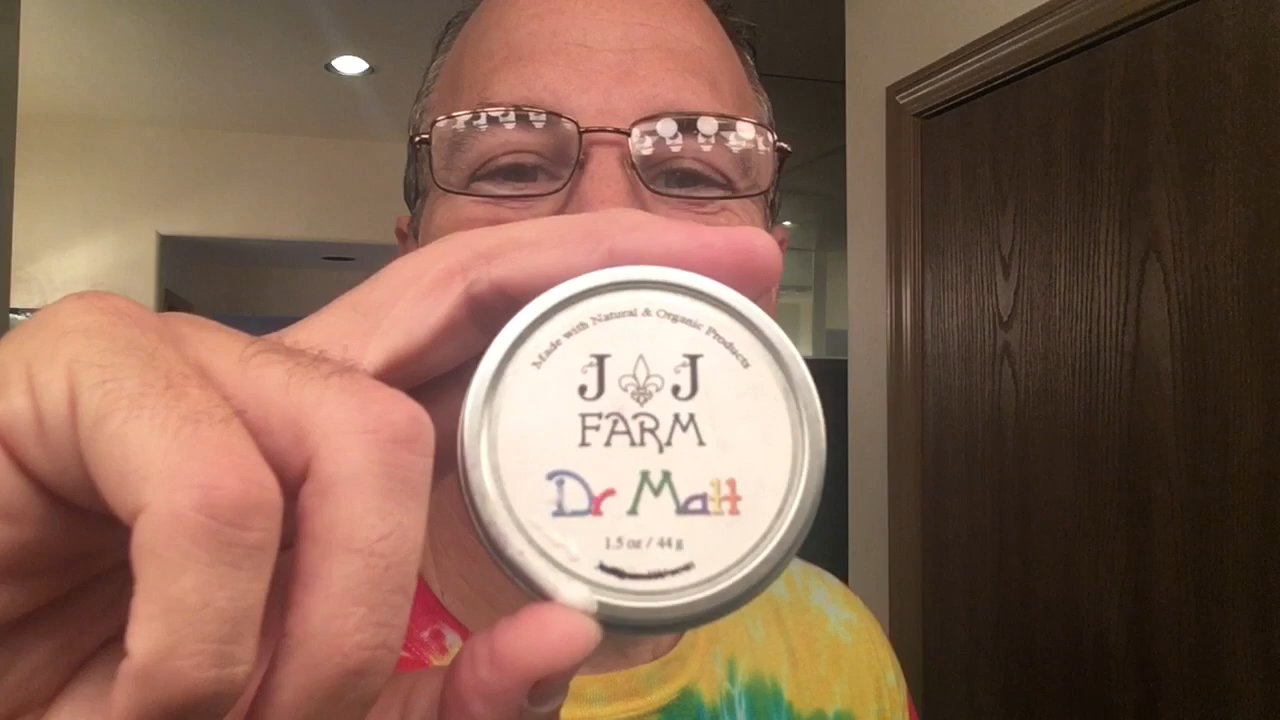 Made with Natural & Organic Products
J J
FARM
Dr Matt
1.5 oz / 44 g